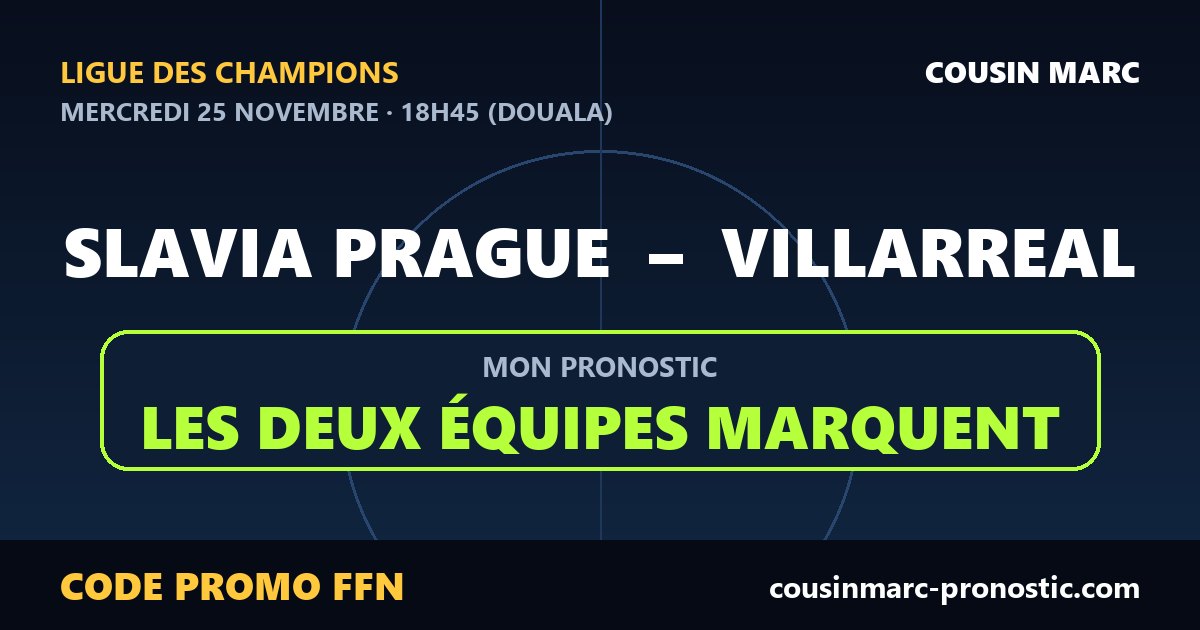 LIGUE DES CHAMPIONS
COUSIN MARC
MERCREDI 25 NOVEMBRE · 18H45 (DOUALA)
SLAVIA PRAGUE – VILLARREAL
MON PRONOSTIC
LES DEUX ÉQUIPES MARQUENT
CODE PROMO FFN
cousinmarc-pronostic.com